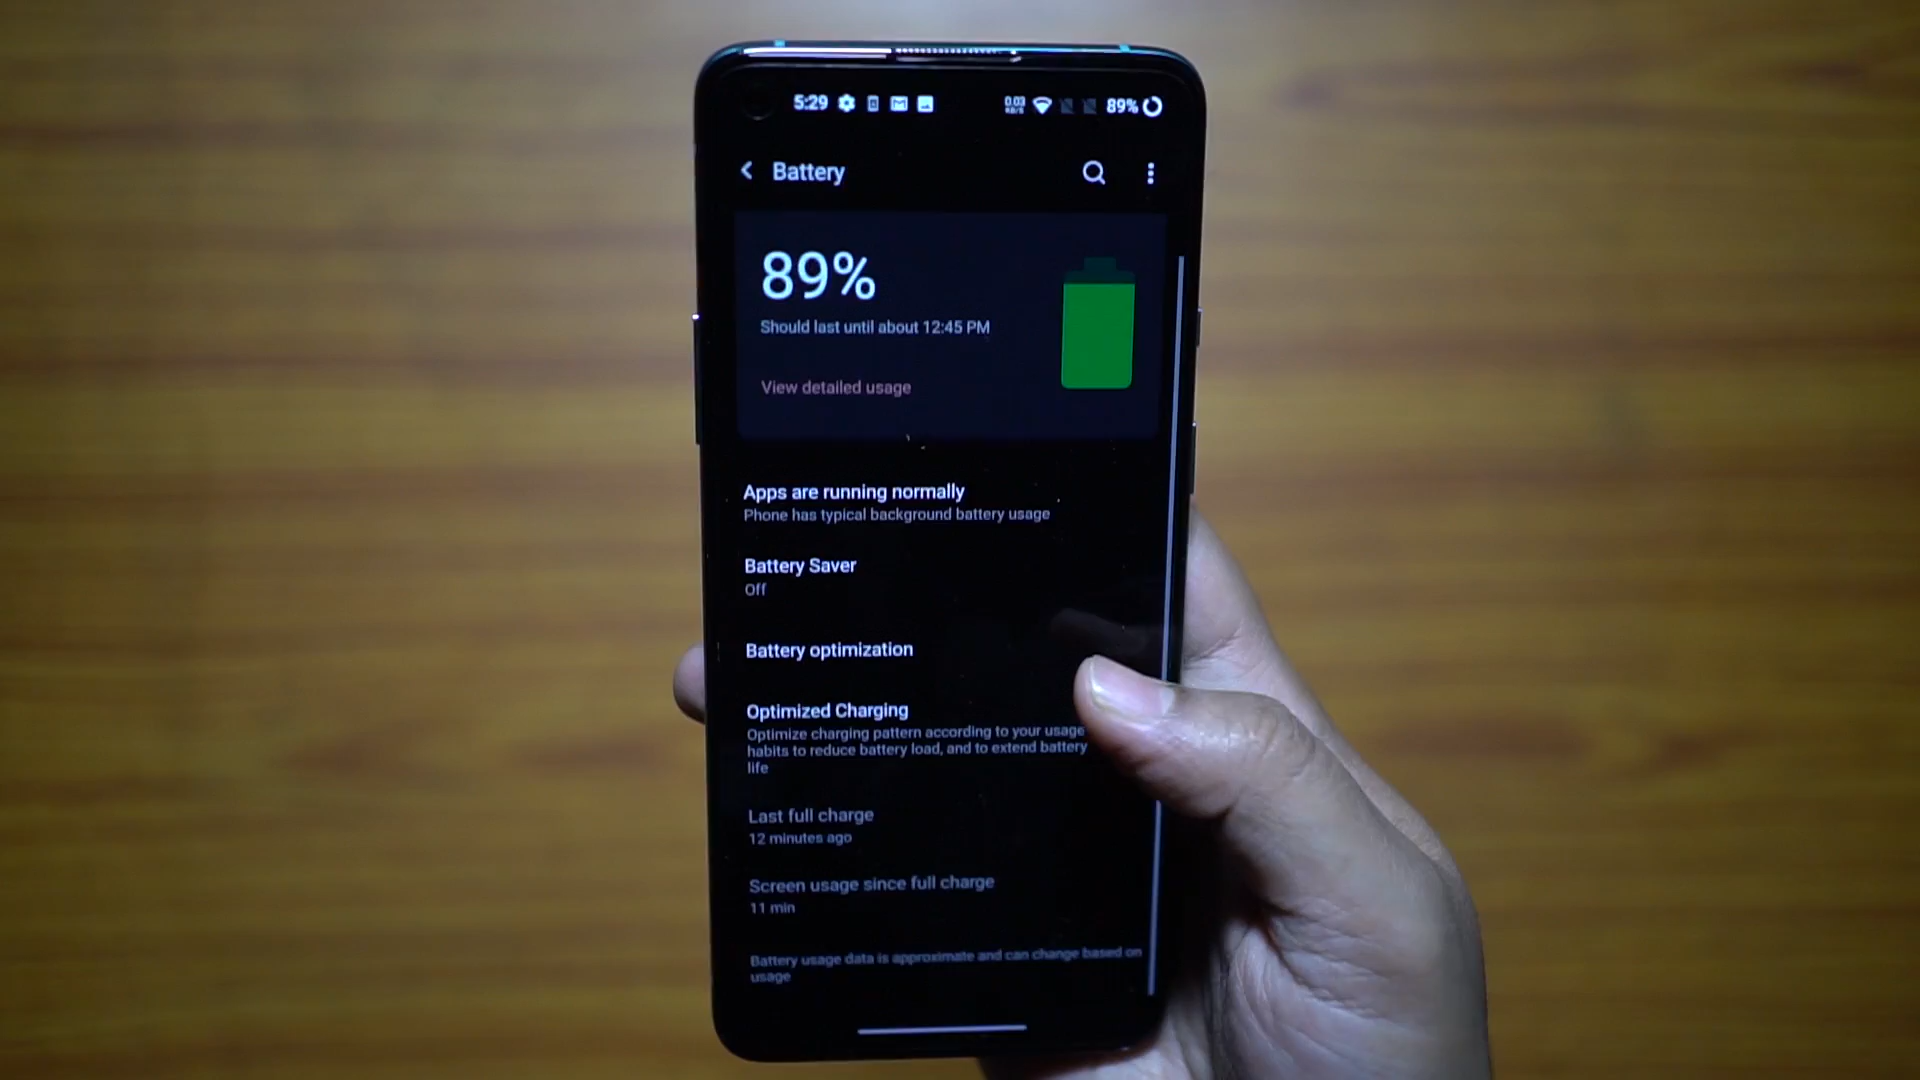 5:29
0.03
KB/S
89%
Battery
89%
Should last until about 12:45 PM
View detailed usage
Apps are running normally
Phone has typical background battery usage
Battery Saver
Off
Battery optimization
Optimized Charging
Optimize charging pattern according to your usage
habits to reduce battery load, and to extend battery
life
Last full charge
12 minutes ago
Screen usage since full charge
11 min
Battery usage data is approximate and can change based on
usage